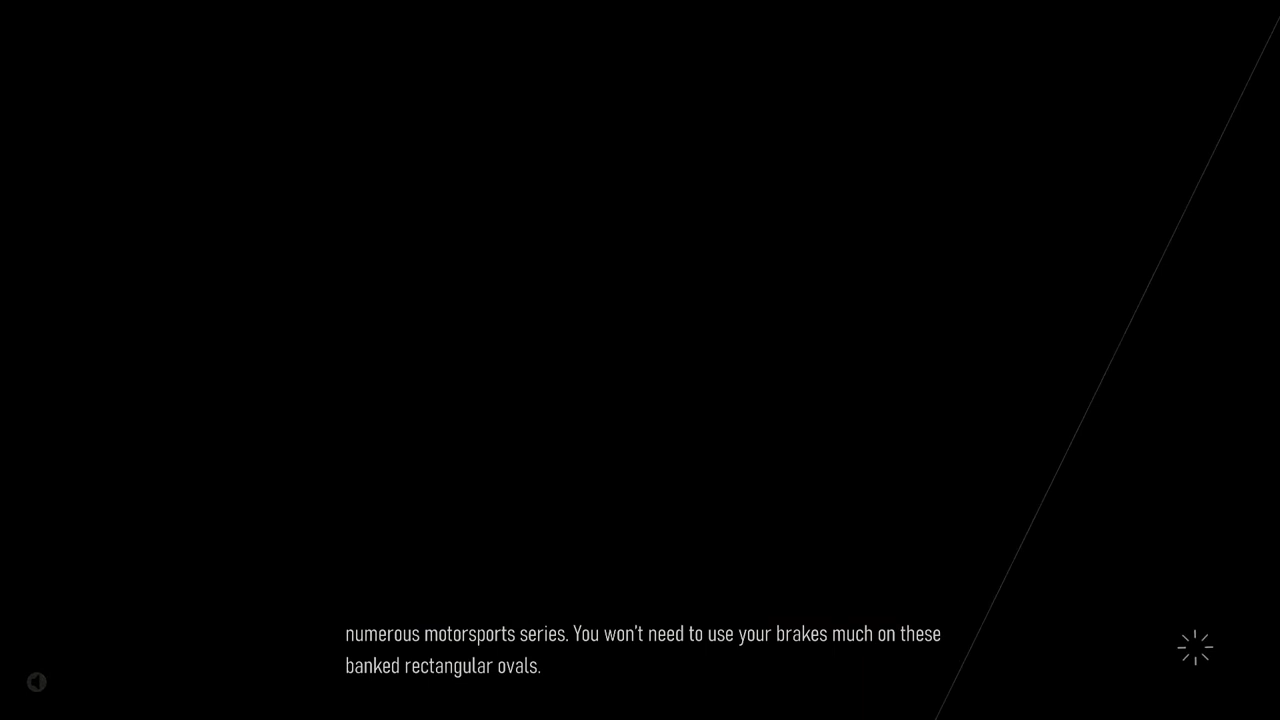 numerous motorsports series. You won't need to use your brakes much on these
banked rectangular ovals.